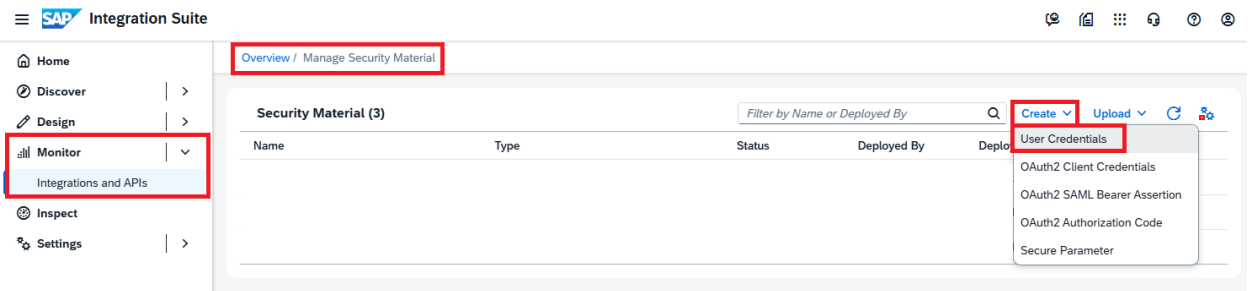 SAP Integration Suite
Home
Discover
Design
Monitor
Integrations and APIs
Inspect
Settings
Overview / Manage Security Material
Security Material (3)
Filter by Name or Deployed By
Create
Upload
Name Type Status Deployed By
User Credentials
OAuth2 Client Credentials
OAuth2 SAML Bearer Assertion
OAuth2 Authorization Code
Secure Parameter